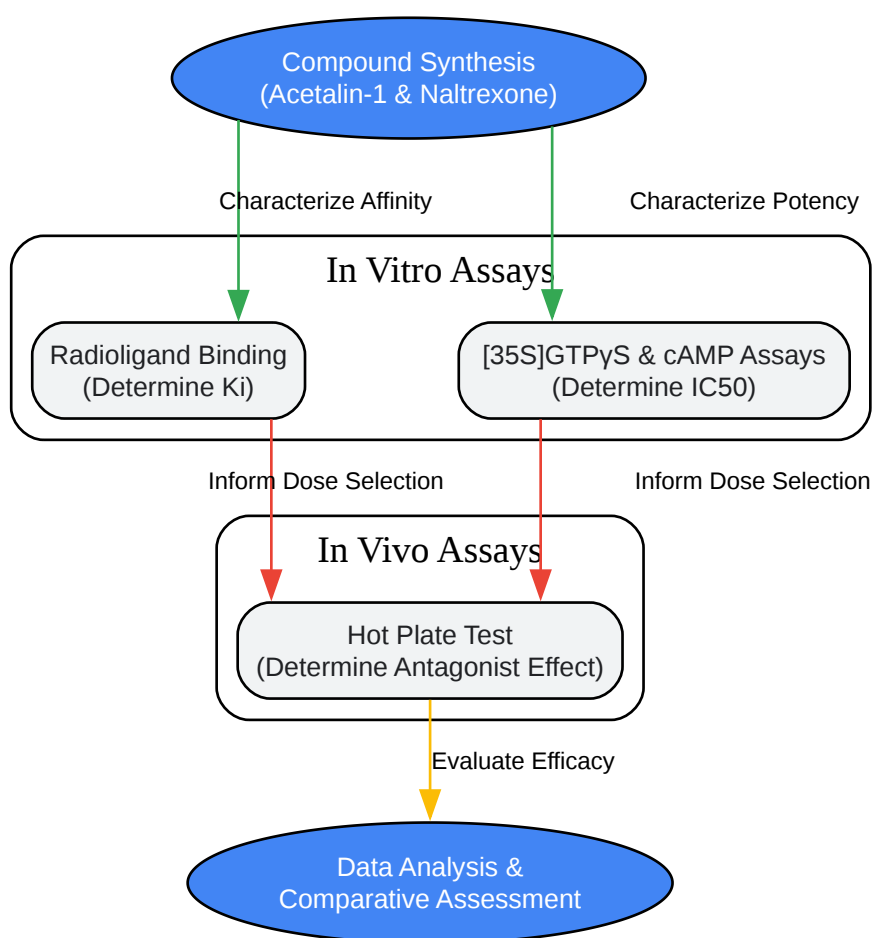 Compound Synthesis
(Acetalin-1 & Naltrexone)
Characterize Affinity
Characterize Potency
In Vitro Assays
Radioligand Binding
(Determine Ki)
[35S]GTPγS & cAMP Assays
(Determine IC50)
Inform Dose Selection
Inform Dose Selection
In Vivo Assays
Hot Plate Test
(Determine Antagonist Effect)
Evaluate Efficacy
Data Analysis &
Comparative Assessment